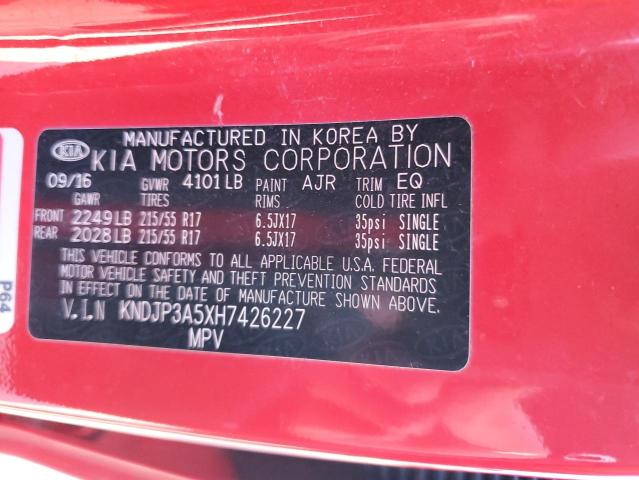 MANUFACTURED IN KOREA BY
KIA KIA MOTORS CORPORATION
09/16 GVWR 4101 LB PAINT AJR TRIM EQ
GAWR TIRES RIMS COLD TIRE INFL
FRONT 2249 LB 215/55 R17 6.5JX17 35psi SINGLE
REAR 2028 LB 215/55 R17 6.5JX17 35psi SINGLE
THIS VEHICLE CONFORMS TO ALL APPLICABLE U.S.A. FEDERAL
MOTOR VEHICLE SAFETY AND THEFT PREVENTION STANDARDS
IN EFFECT ON THE DATE OF MANUFACTURE SHOWN ABOVE.
V.I.N KNDJP3A5XH7426227
MPV
P64